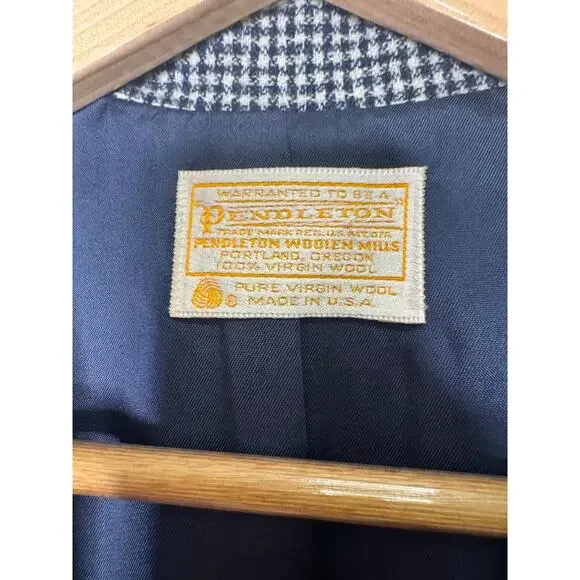 WARRANTED TO BE A
"PENDLETON"
TRADE MARK REG. U.S. PAT. OFF.
PENDLETON WOOLEN MILLS
PORTLAND, OREGON
100% VIRGIN WOOL
® PURE VIRGIN WOOL
MADE IN U.S.A.